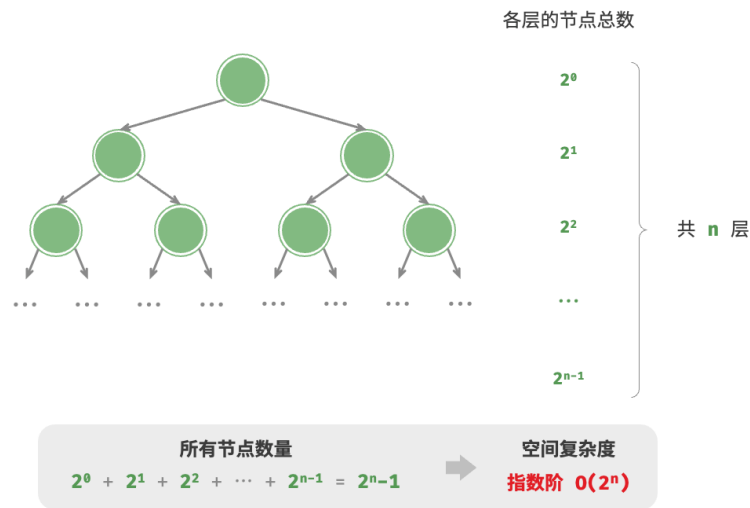 各层的节点总数
2⁰
2¹
2²
共 n 层
... ... ... ... ... ... ... ... ...
2ⁿ⁻¹
所有节点数量
空间复杂度
2⁰ + 2¹ + 2² + ... + 2ⁿ⁻¹ = 2ⁿ-1
指数阶 O(2ⁿ)